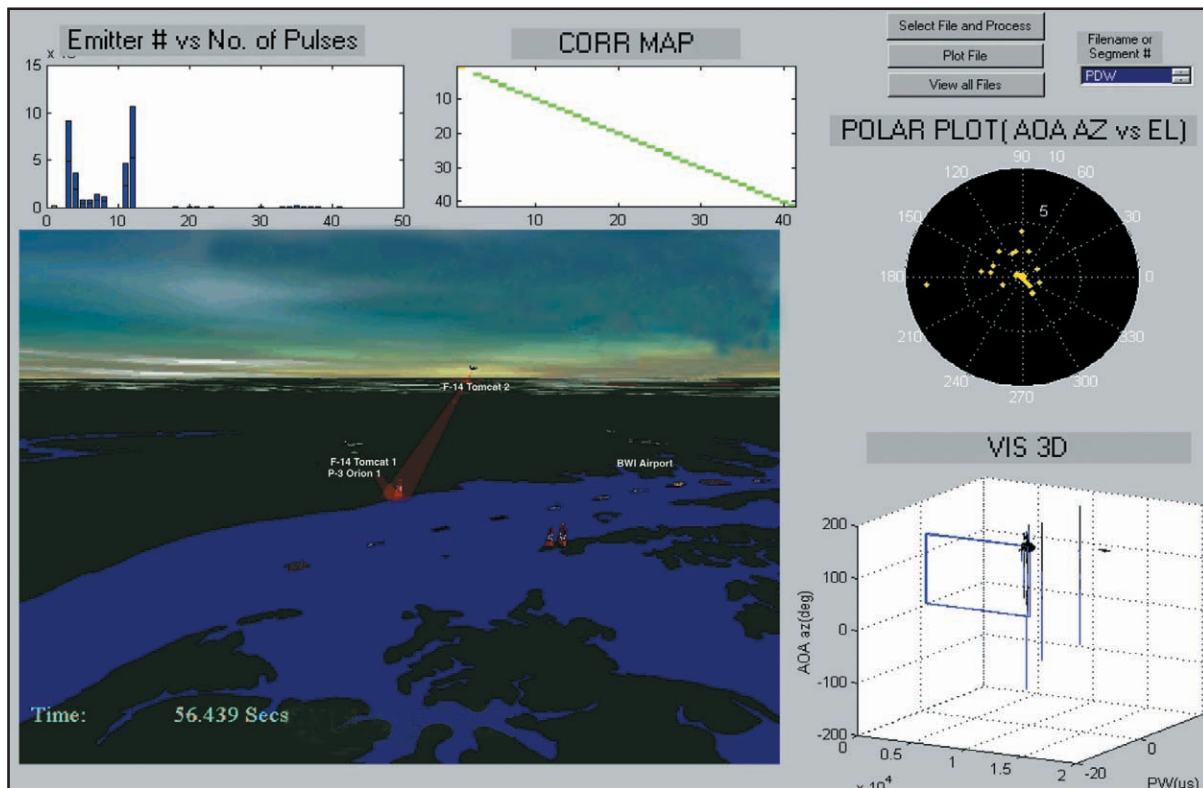 Emitter # vs No. of Pulses
15
10
5
0
0 10 20 30 40 50
CORR MAP
10
20
30
40
10 20 30 40
Select File and Process
Plot File
View all Files
Filename or
Segment #
PDW
POLAR PLOT( AOA AZ vs EL)
90 10
120 60
5
150 30
180 0
210 330
240 300
270
F-14 Tomcat 2
F-14 Tomcat 1
P-3 Orion 1
BWI Airport
Time: 56.439 Secs
VIS 3D
200
100
0
-100
-200
AOA az(deg)
0 0.5 1 1.5 2
x 10⁴
-20 0
PW(us)